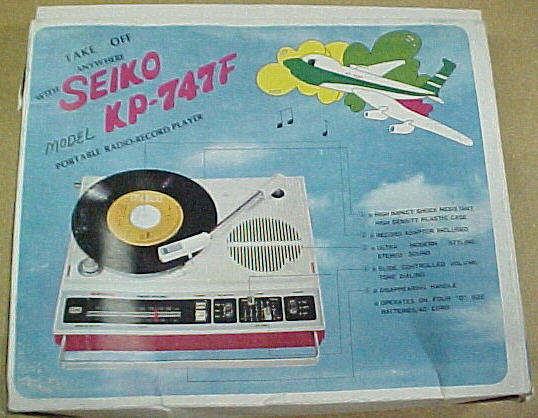 TAKE OFF
ANYWHERE
WITH SEIKO
MODEL KP-747F
PORTABLE RADIO-RECORD PLAYER
HIGH IMPACT SHOCK RESISTANT
HIGH DENSITY PLASTIC CASE
RECORD ADAPTOR INCLUDED
ULTRA MODERN STYLING
STEREO SOUND
SLIDE CONTROLLED VOLUME
TONE DIALING
DISAPPEARING HANDLE
OPERATES ON FOUR "D" SIZE
BATTERIES/AC CORD